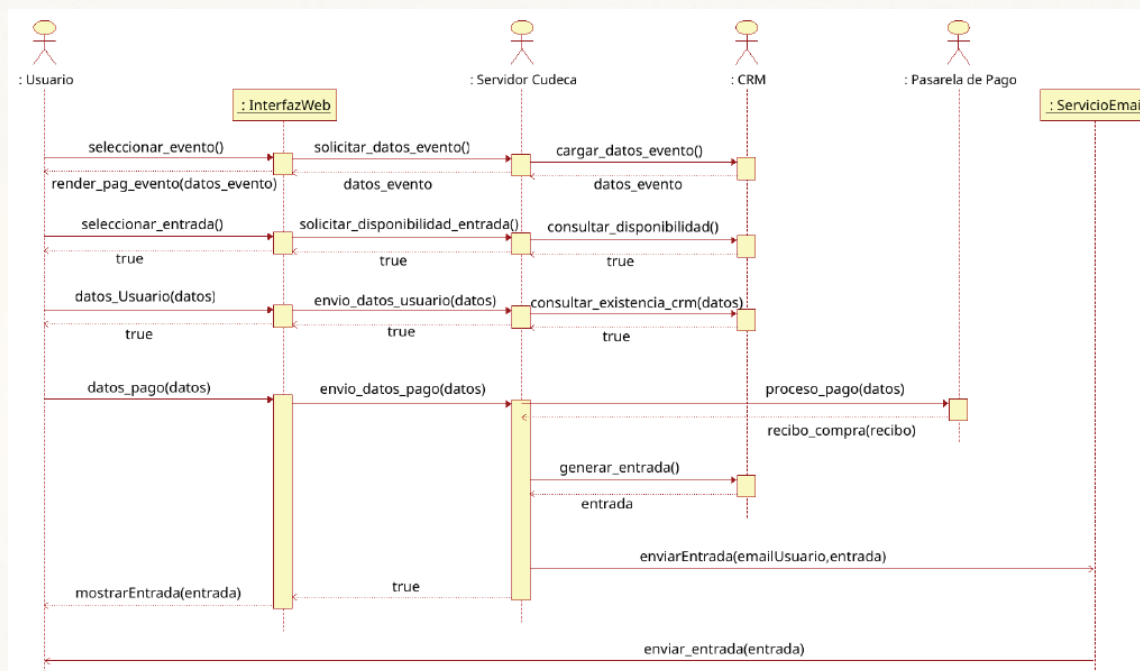 : Usuario
: Servidor Cudeca
: CRM
: Pasarela de Pago
: InterfazWeb
: ServicioEmai
seleccionar_evento()
solicitar_datos_evento()
cargar_datos_evento()
render_pag_evento(datos_evento)
datos_evento
datos_evento
seleccionar_entrada()
solicitar_disponibilidad_entrada()
consultar_disponibilidad()
true
true
true
datos_Usuario(datos)
envio_datos_usuario(datos)
consultar_existencia_crm(datos)
true
true
true
datos_pago(datos)
envio_datos_pago(datos)
proceso_pago(datos)
recibo_compra(recibo)
generar_entrada()
entrada
enviarEntrada(emailUsuario,entrada)
true
mostrarEntrada(entrada)
enviar_entrada(entrada)